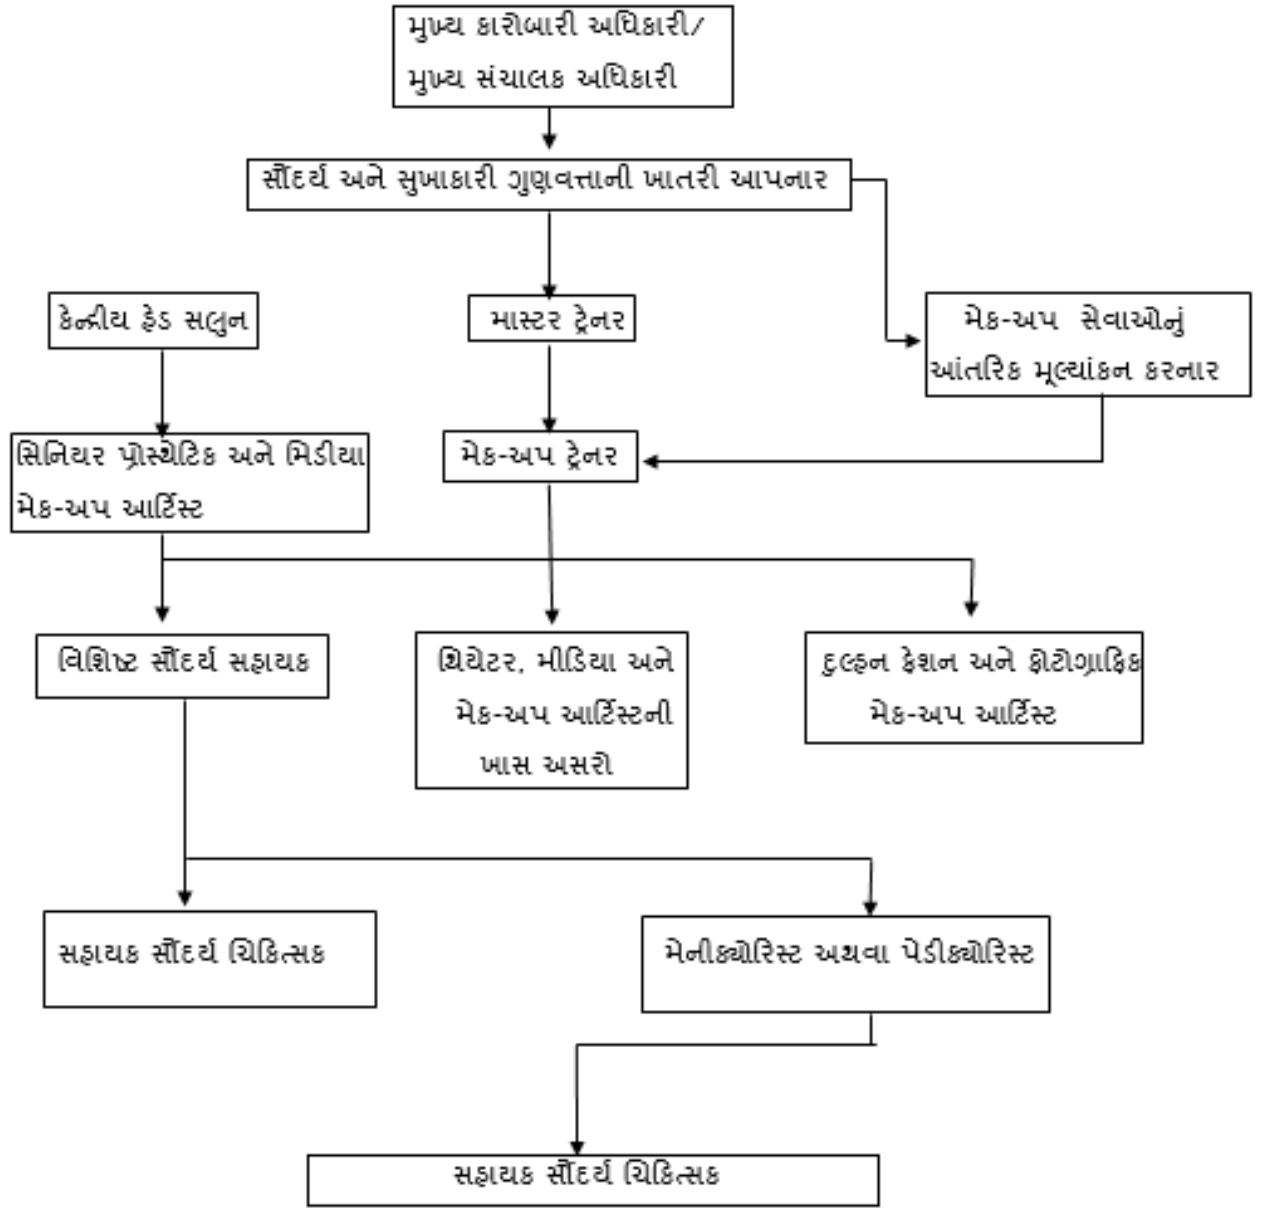 મુખ્ય કારોબારી અધિકારી/
મુખ્ય સંચાલક અધિકારી
સૌંદર્ય અને સુખાકારી ગુણવત્તાની ખાતરી આપનાર
કેન્દ્રીય હેડ સલુન
માસ્ટર ટ્રેનર
મેક-અપ સેવાઓનું
આંતરિક મૂલ્યાંકન કરનાર
સિનિયર પ્રોસ્થેટિક અને મિડીયા
મેક-અપ આર્ટિસ્ટ
મેક-અપ ટ્રેનર
વિશિષ્ટ સૌંદર્ય સહાયક
થિયેટર, મીડિયા અને
મેક-અપ આર્ટિસ્ટની
ખાસ અસરો
દુલ્હન ફેશન અને ફોટોગ્રાફિક
મેક-અપ આર્ટિસ્ટ
સહાયક સૌંદર્ય ચિકિત્સક
મેનીક્યોરિસ્ટ અથવા પેડીક્યોરિસ્ટ
સહાયક સૌંદર્ય ચિકિત્સક